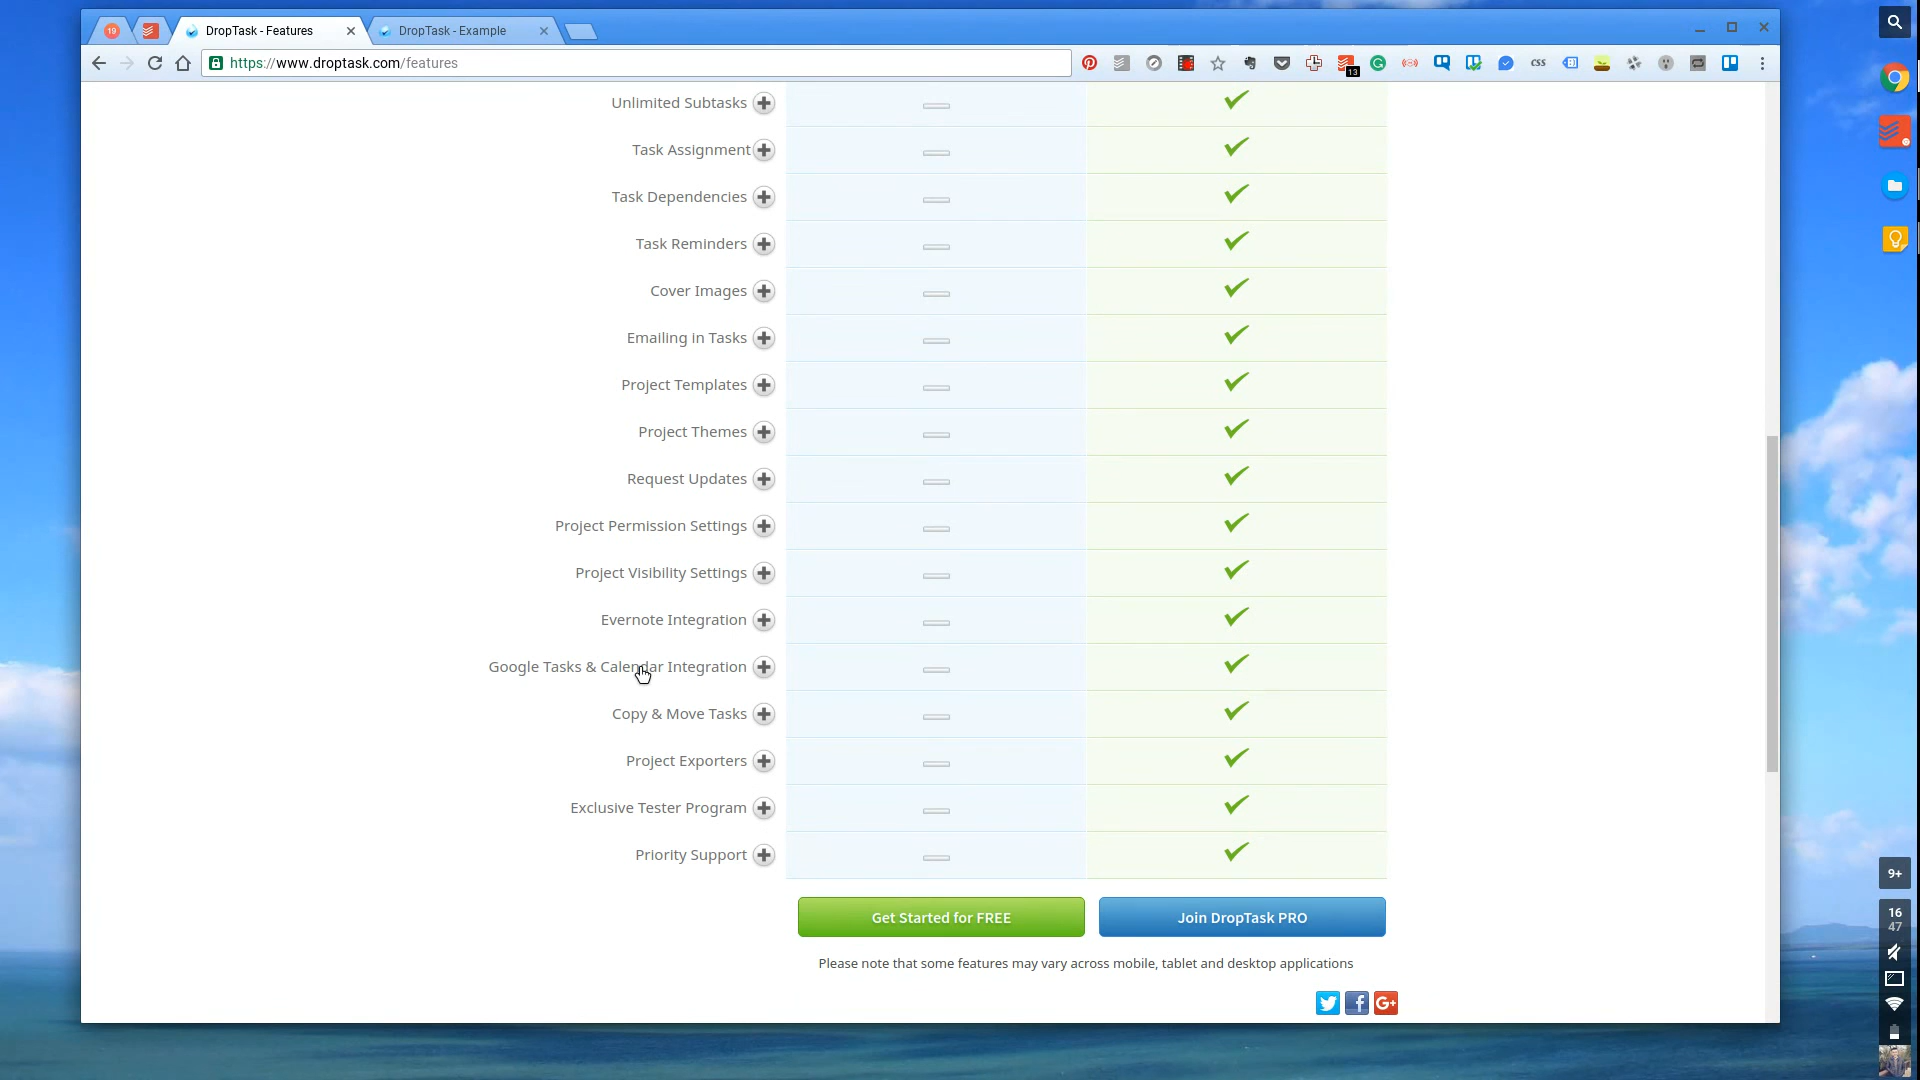 19
DropTask - Features
DropTask - Example
https://www.droptask.com/features
13
css
Unlimited Subtasks
Task Assignment
Task Dependencies
Task Reminders
Cover Images
Emailing in Tasks
Project Templates
Project Themes
Request Updates
Project Permission Settings
Project Visibility Settings
Evernote Integration
Google Tasks & Calendar Integration
Copy & Move Tasks
Project Exporters
Exclusive Tester Program
Priority Support
Get Started for FREE
Join DropTask PRO
Please note that some features may vary across mobile, tablet and desktop applications
G+
9+
16
47